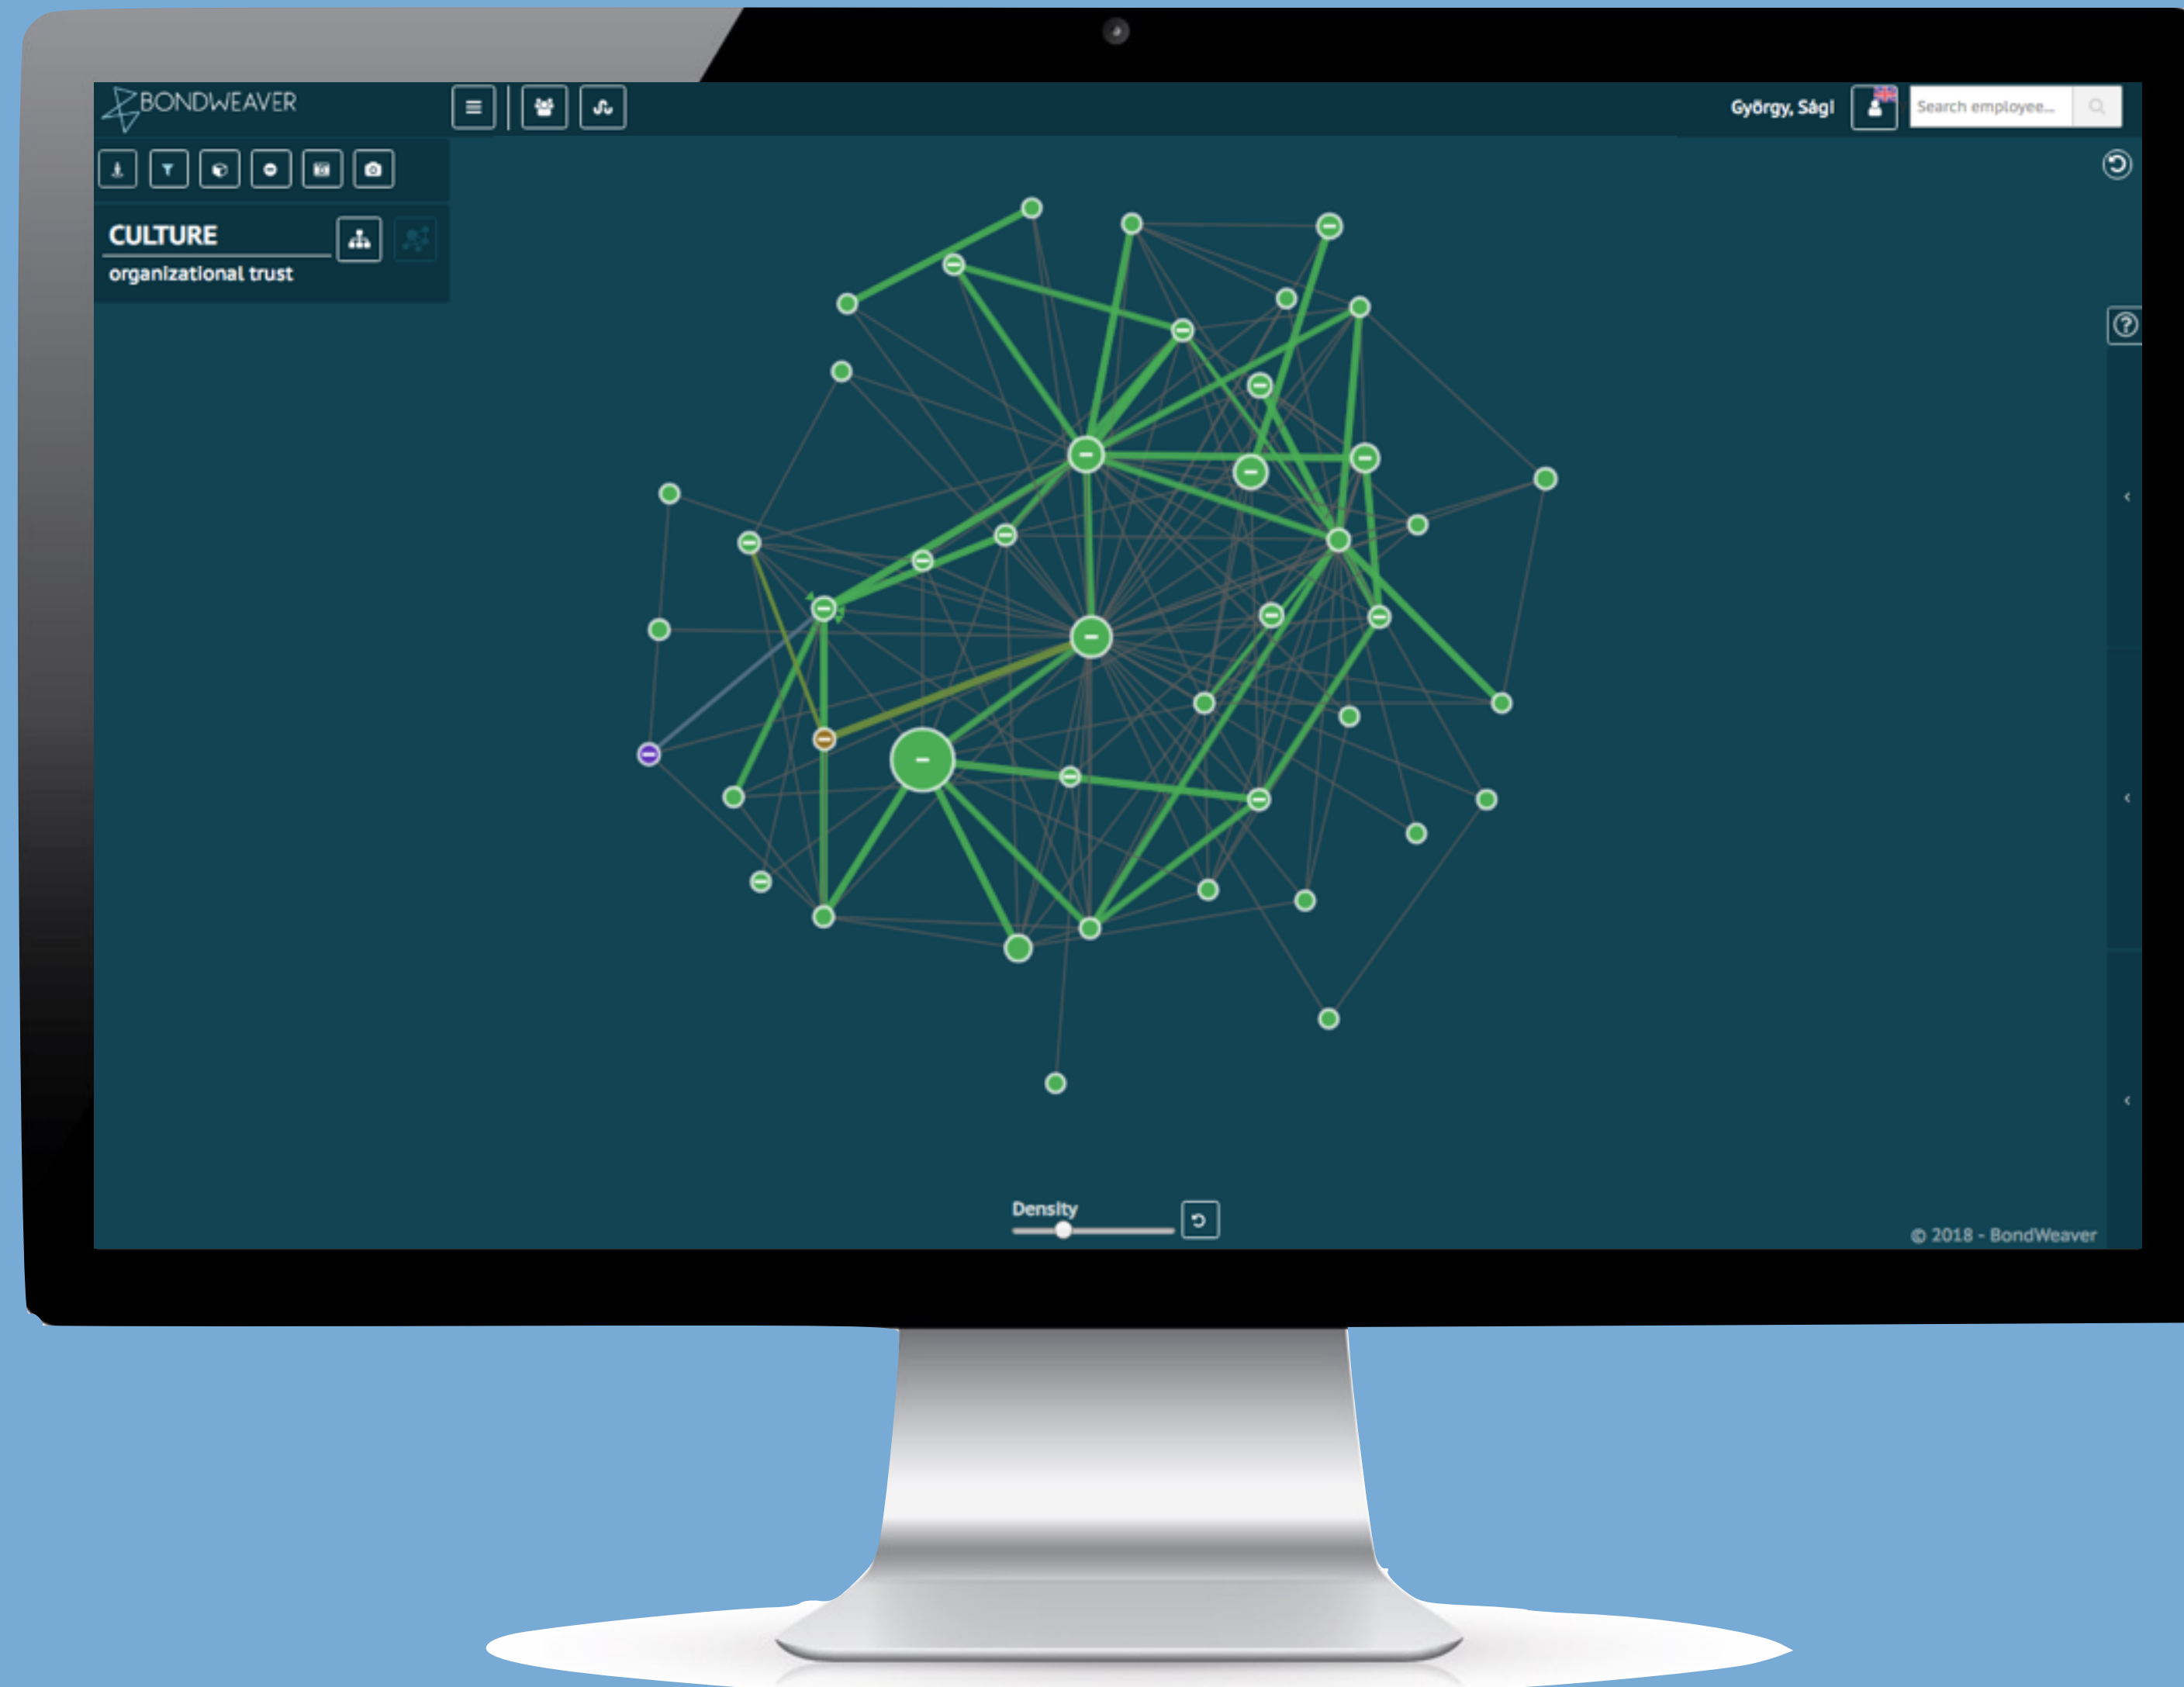 BONDWEAVER
György, Sági
Search employee...
CULTURE
organizational trust
Density
© 2018 - BondWeaver